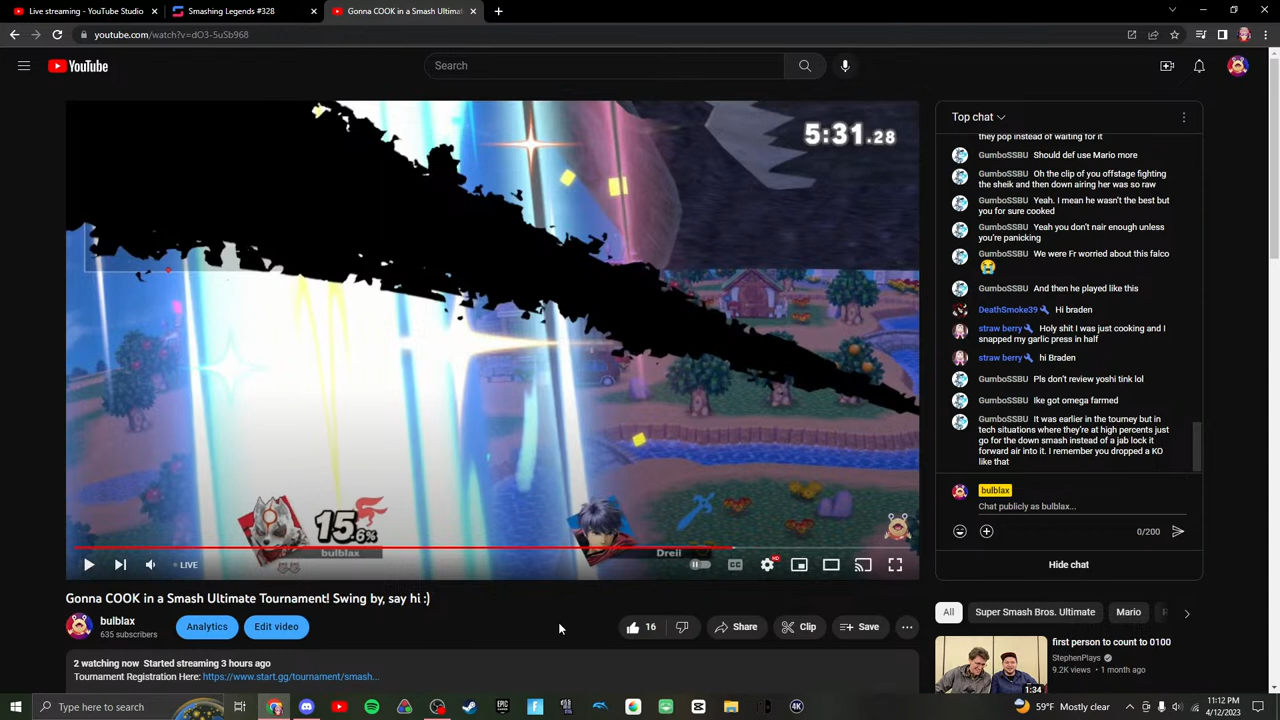 Live streaming - YouTube Studio
Smashing Legends #328
Gonna COOK in a Smash Ultimat
youtube.com/watch?v=dO3-5uSb968
YouTube
Search
5:31.28
15.6%
bulblax
Dreii
LIVE
CC
HD
Top chat
they pop instead of waiting for it
GumboSSBU Should def use Mario more
GumboSSBU Oh the clip of you offstage fighting
the sheik and then down airing her was so raw
GumboSSBU Yeah. I mean he wasn't the best but
you for sure cooked
GumboSSBU Yeah you don't nair enough unless
you're panicking
GumboSSBU We were Fr worried about this falco
😭
GumboSSBU And then he played like this
DeathSmoke39 Hi braden
straw berry Holy shit I was just cooking and I
snapped my garlic press in half
straw berry hi Braden
GumboSSBU Pls don't review yoshi tink lol
GumboSSBU Ike got omega farmed
GumboSSBU It was earlier in the tourney but in
tech situations where they're at high percents just
go for the down smash instead of a jab lock it
forward air into it. I remember you dropped a KO
like that
bulblax
Chat publicly as bulblax...
0/200
Hide chat
Gonna COOK in a Smash Ultimate Tournament! Swing by, say hi :)
bulblax
635 subscribers
Analytics
Edit video
16
Share
Clip
Save
2 watching now Started streaming 3 hours ago
Tournament Registration Here: https://www.start.gg/tournament/smash...
All
Super Smash Bros. Ultimate
Mario
first person to count to 0100
StephenPlays
9.2K views • 1 month ago
1:34
Type here to search
EPIC
4K
59°F Mostly clear
11:12 PM
4/12/2023